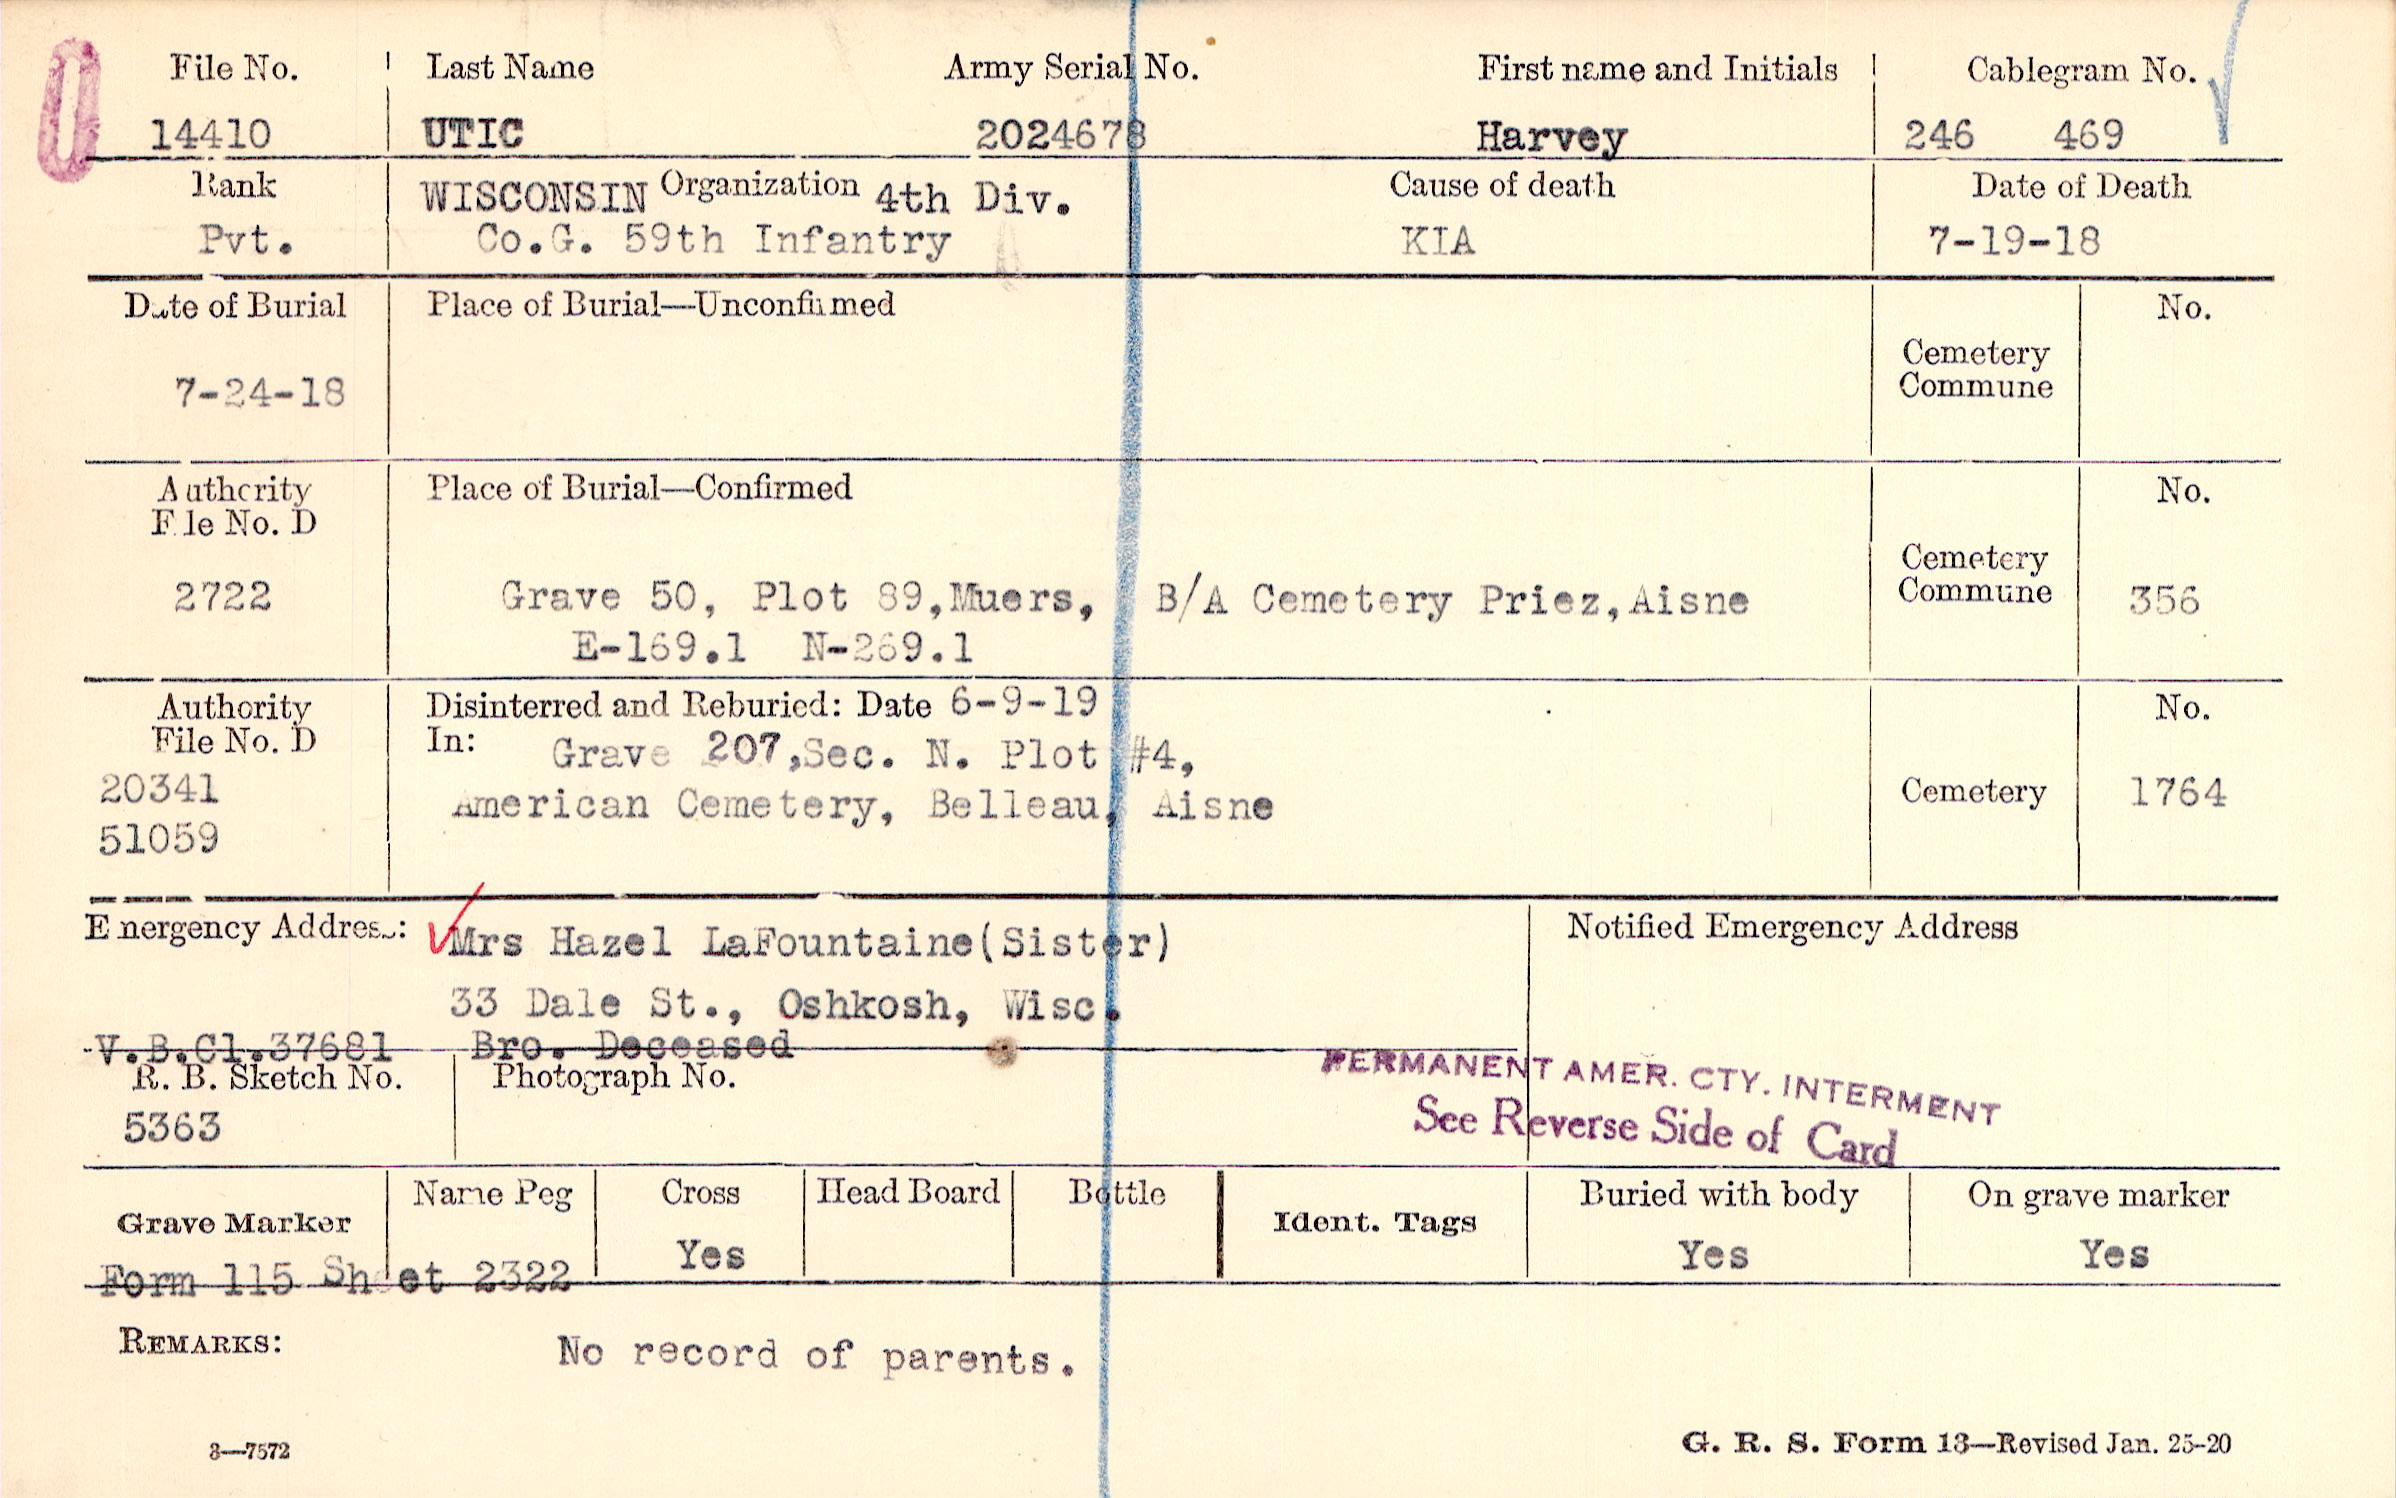 File No. Last Name Army Serial No. First name and Initials Cablegram No.
14410 UTIC 2024678 Harvey 246 469
Rank WISCONSIN Organization 4th Div. Cause of death Date of Death
Pvt. Co.G. 59th Infantry KIA 7-19-18
Date of Burial Place of Burial—Unconfirmed No.
Cemetery
Commune
7-24-18
Authority Place of Burial—Confirmed No.
File No. D
Cemetery
Commune
2722 Grave 50, Plot 89,Muers, B/A Cemetery Priez,Aisne 356
E-169.1 N-269.1
Authority Disinterred and Reburied: Date 6-9-19 No.
File No. D In: Grave 207,Sec. N. Plot #4,
20341 American Cemetery, Belleau, Aisne Cemetery 1764
51059
Emergency Address: Mrs Hazel LaFountaine(Sister) Notified Emergency Address
33 Dale St., Oshkosh, Wisc.
V.B.Cl.37681 Bro. Deceased
R. B. Sketch No. Photograph No.
5363
PERMANENT AMER. CTY. INTERMENT
See Reverse Side of Card
Grave Marker Name Peg Cross Head Board Bottle Ident. Tags Buried with body On grave marker
Yes Yes Yes
Form 115 Sheet 2322
REMARKS: No record of parents.
3—7572 G. R. S. Form 13—Revised Jan. 25-20